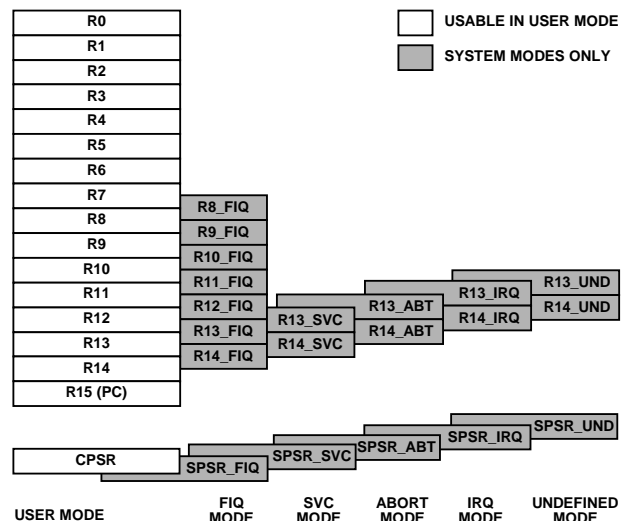 R0
R1
R2
R3
R4
R5
R6
R7
R8
R9
R10
R11
R12
R13
R14
R15 (PC)
USABLE IN USER MODE
SYSTEM MODES ONLY
R8_FIQ
R9_FIQ
R10_FIQ
R11_FIQ
R12_FIQ
R13_FIQ
R14_FIQ
R13_SVC
R14_SVC
R13_ABT
R14_ABT
R13_IRQ
R14_IRQ
R13_UND
R14_UND
CPSR
SPSR_FIQ
SPSR_SVC
SPSR_ABT
SPSR_IRQ
SPSR_UND
USER MODE
FIQ
MODE
SVC
MODE
ABORT
MODE
IRQ
MODE
UNDEFINED
MODE